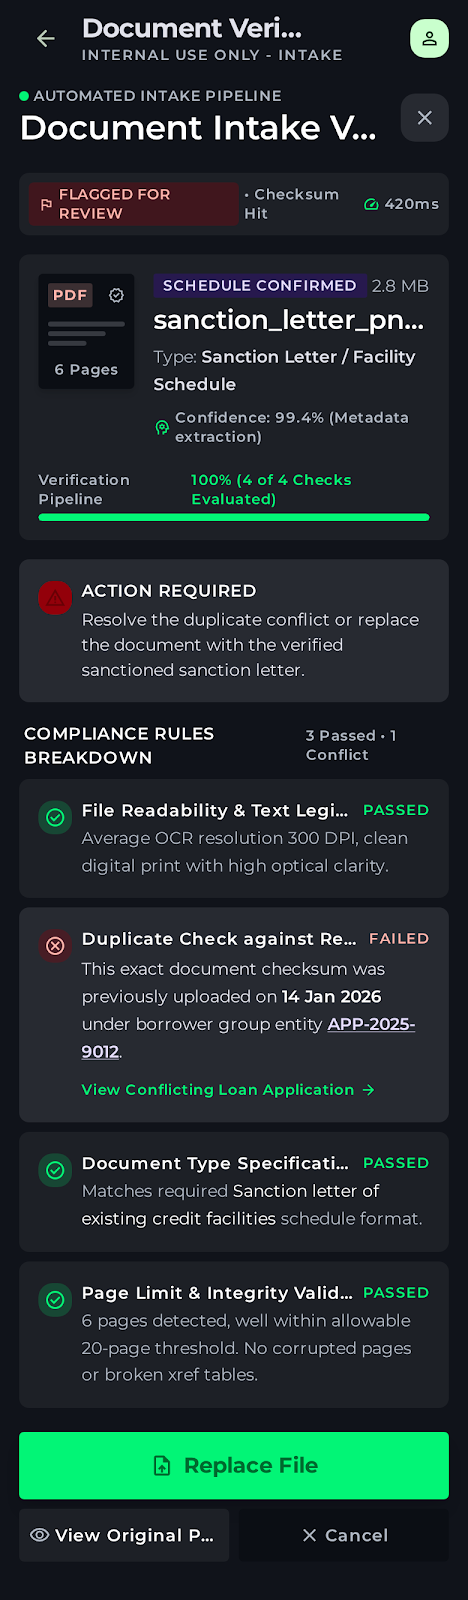 Document Veri...
INTERNAL USE ONLY - INTAKE
AUTOMATED INTAKE PIPELINE
Document Intake V...
FLAGGED FOR
REVIEW
• Checksum
Hit
420ms
PDF
6 Pages
SCHEDULE CONFIRMED
2.8 MB
sanction_letter_pn...
Type: Sanction Letter / Facility
Schedule
Confidence: 99.4% (Metadata
extraction)
Verification
Pipeline
100% (4 of 4 Checks
Evaluated)
ACTION REQUIRED
Resolve the duplicate conflict or replace
the document with the verified
sanctioned sanction letter.
COMPLIANCE RULES
BREAKDOWN
3 Passed • 1
Conflict
File Readability & Text Legi... PASSED
Average OCR resolution 300 DPI, clean
digital print with high optical clarity.
Duplicate Check against Re... FAILED
This exact document checksum was
previously uploaded on 14 Jan 2026
under borrower group entity APP-2025-
9012.
View Conflicting Loan Application →
Document Type Specificati... PASSED
Matches required Sanction letter of
existing credit facilities schedule format.
Page Limit & Integrity Valid... PASSED
6 pages detected, well within allowable
20-page threshold. No corrupted pages
or broken xref tables.
Replace File
View Original P...
Cancel